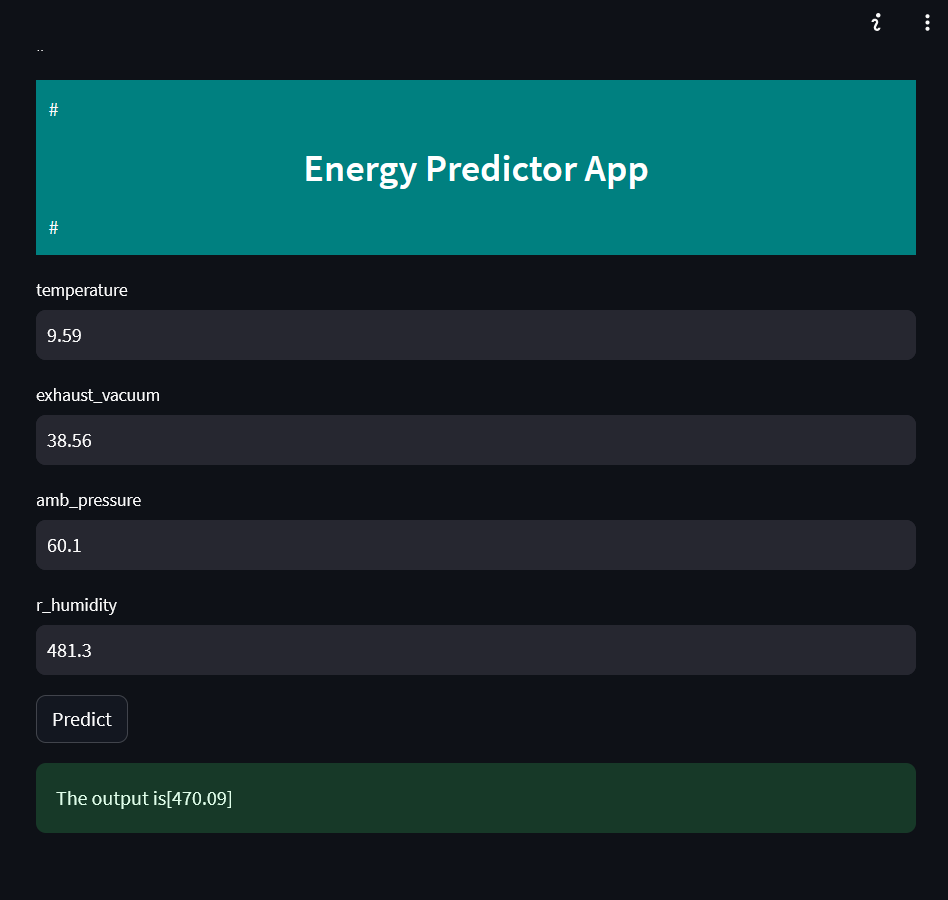 ..
#
Energy Predictor App
#
temperature
9.59
exhaust_vacuum
38.56
amb_pressure
60.1
r_humidity
481.3
Predict
The output is[470.09]